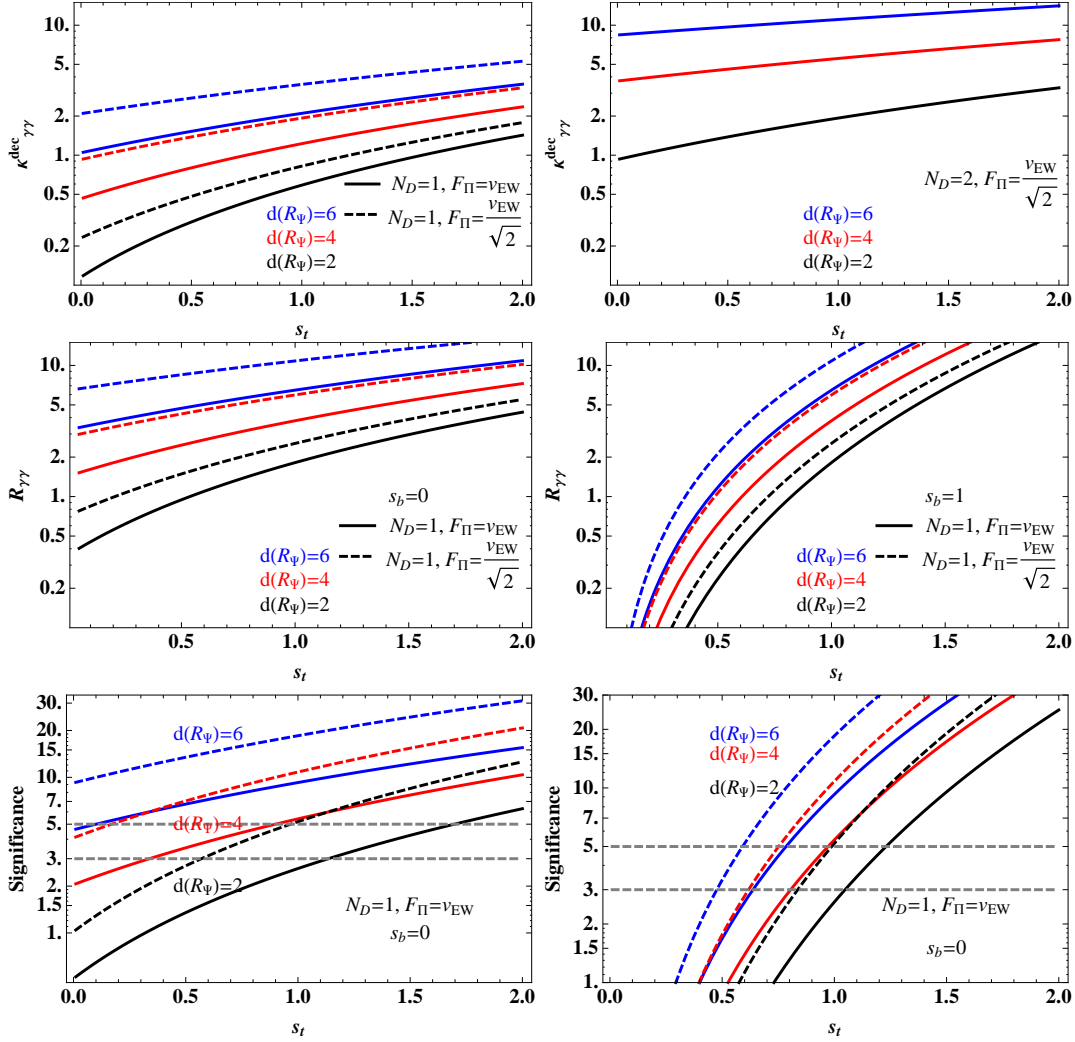 10.
5.
2.
1.
0.5
0.2
κ^dec_γγ
N_D=1, F_Π=v_EW
N_D=1, F_Π=v_EW/√2
d(R_Ψ)=6
d(R_Ψ)=4
d(R_Ψ)=2
0.0 0.5 1.0 1.5 2.0
s_t
10.
5.
2.
1.
0.5
0.2
κ^dec_γγ
N_D=2, F_Π=v_EW/√2
d(R_Ψ)=6
d(R_Ψ)=4
d(R_Ψ)=2
0.0 0.5 1.0 1.5 2.0
s_t
10.
5.
2.
1.
0.5
0.2
R_γγ
s_b=0
N_D=1, F_Π=v_EW
N_D=1, F_Π=v_EW/√2
d(R_Ψ)=6
d(R_Ψ)=4
d(R_Ψ)=2
0.5 1.0 1.5 2.0
s_t
10.
5.
2.
1.
0.5
0.2
R_γγ
s_b=1
N_D=1, F_Π=v_EW
N_D=1, F_Π=v_EW/√2
d(R_Ψ)=6
d(R_Ψ)=4
d(R_Ψ)=2
0.5 1.0 1.5 2.0
s_t
30.
20.
15.
10.
7.
5.
3.
2.
1.5
1.
Significance
d(R_Ψ)=6
d(R_Ψ)=4
d(R_Ψ)=2
N_D=1, F_Π=v_EW
s_b=0
0.0 0.5 1.0 1.5 2.0
s_t
30.
20.
15.
10.
7.
5.
3.
2.
1.5
1.
Significance
d(R_Ψ)=6
d(R_Ψ)=4
d(R_Ψ)=2
N_D=1, F_Π=v_EW
s_b=0
0.0 0.5 1.0 1.5 2.0
s_t